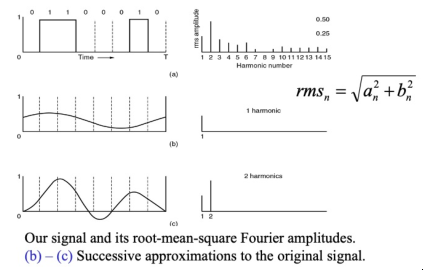 0 1 1 0 0 0 1 0
1
0
Time
T
rms amplitude
0.50
0.25
1 2 3 4 5 6 7 8 9 10 11 12 13 14 15
Harmonic number
(a)
rmsₙ = √(aₙ² + bₙ²)
1
0
1 harmonic
1
(b)
1
0
2 harmonics
1 2
(c)
Our signal and its root-mean-square Fourier amplitudes.
(b) – (c) Successive approximations to the original signal.